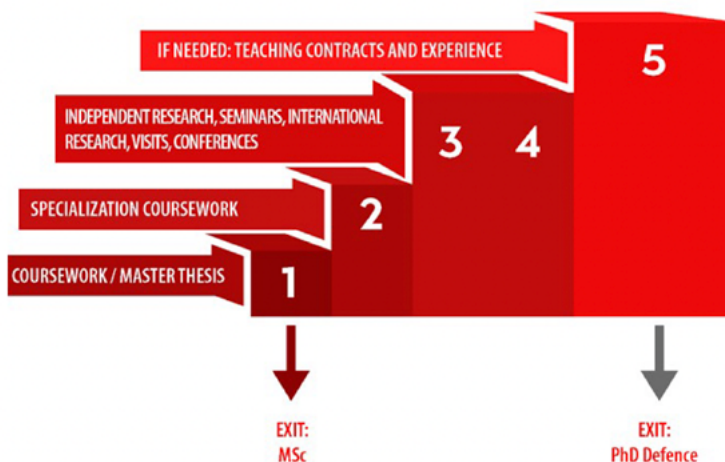 IF NEEDED: TEACHING CONTRACTS AND EXPERIENCE
5
INDEPENDENT RESEARCH, SEMINARS, INTERNATIONAL
RESEARCH, VISITS, CONFERENCES
3 4
SPECIALIZATION COURSEWORK
2
COURSEWORK / MASTER THESIS
1
EXIT:
MSc
EXIT:
PhD Defence